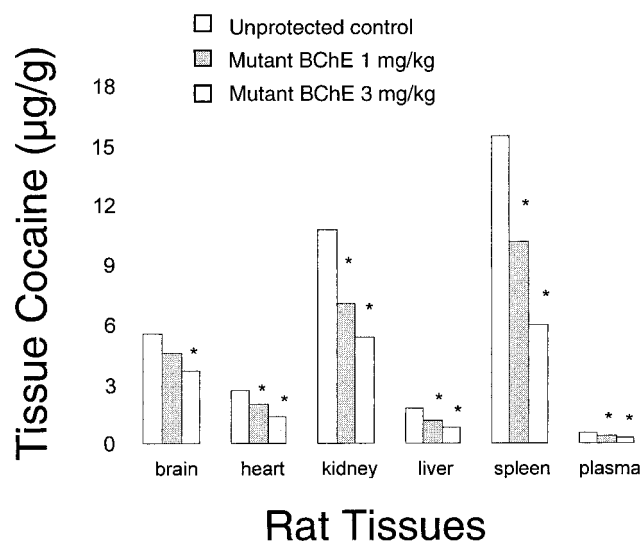 Unprotected control
Mutant BChE 1 mg/kg
Mutant BChE 3 mg/kg
Tissue Cocaine (µg/g)
18
15
12
9
6
3
0
* * * * * * * * * * *
brain heart kidney liver spleen plasma
Rat Tissues